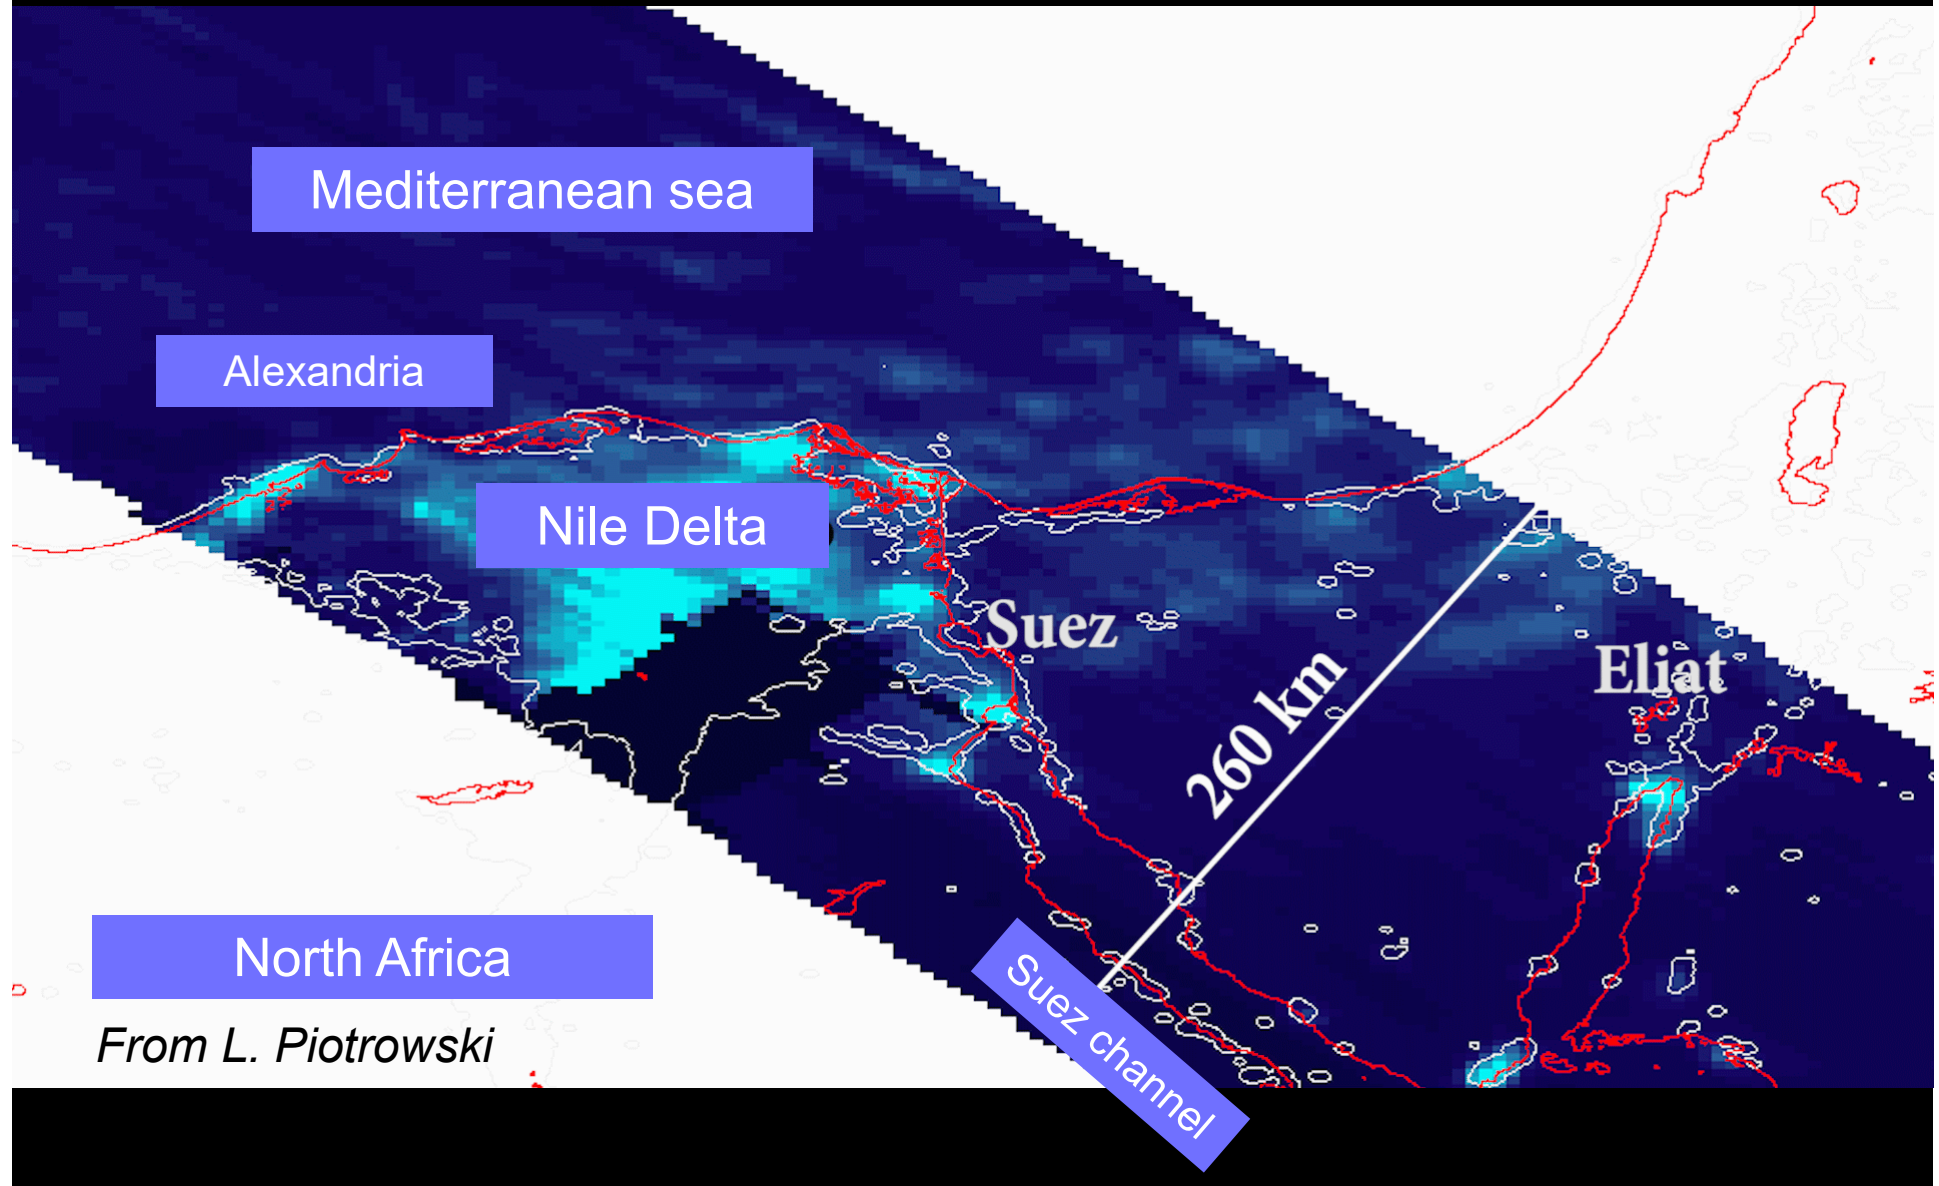 Mediterranean sea
Alexandria
Nile Delta
Suez
Eliat
260 km
North Africa
Suez channel
From L. Piotrowski